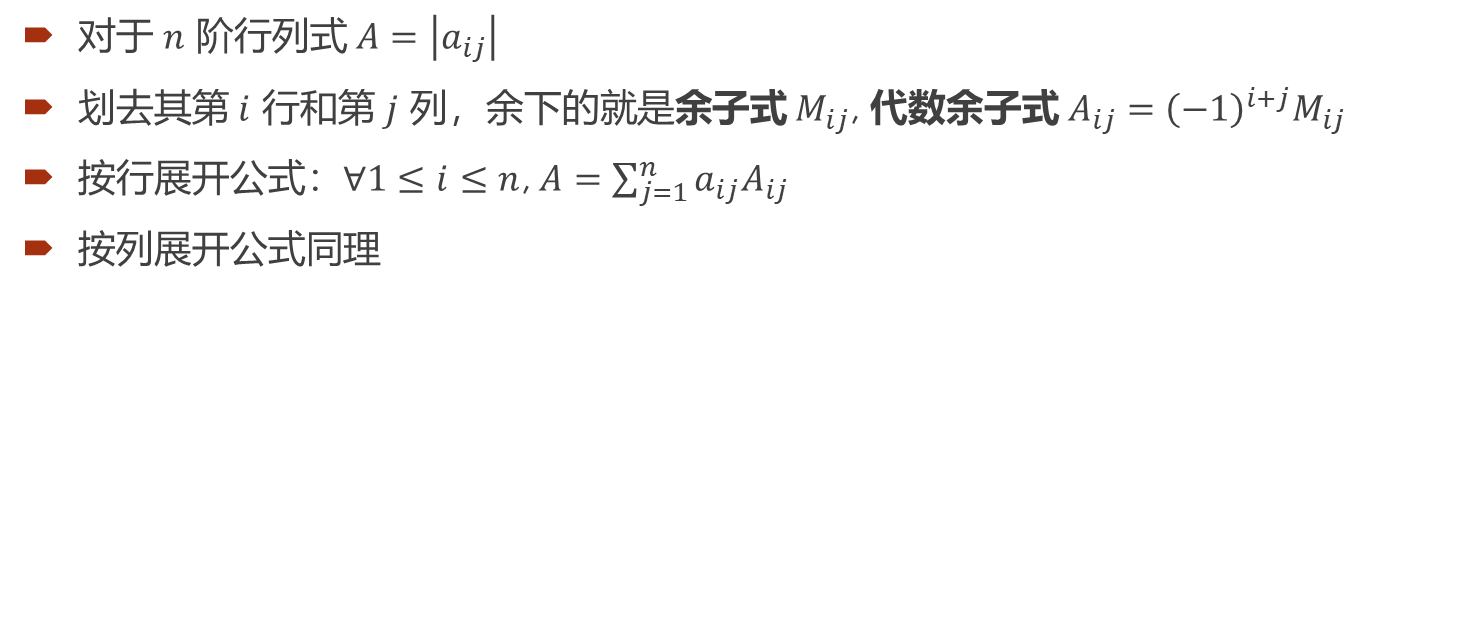 对于 𝑛 阶行列式 𝐴 = |𝑎_{𝑖𝑗}|
划去其第 𝑖 行和第 𝑗 列，余下的就是余子式 𝑀_{𝑖𝑗}, 代数余子式 𝐴_{𝑖𝑗} = (−1)^{𝑖+𝑗}𝑀_{𝑖𝑗}
按行展开公式：∀1 ≤ 𝑖 ≤ 𝑛, 𝐴 = ∑_{𝑗=1}^{𝑛} 𝑎_{𝑖𝑗}𝐴_{𝑖𝑗}
按列展开公式同理